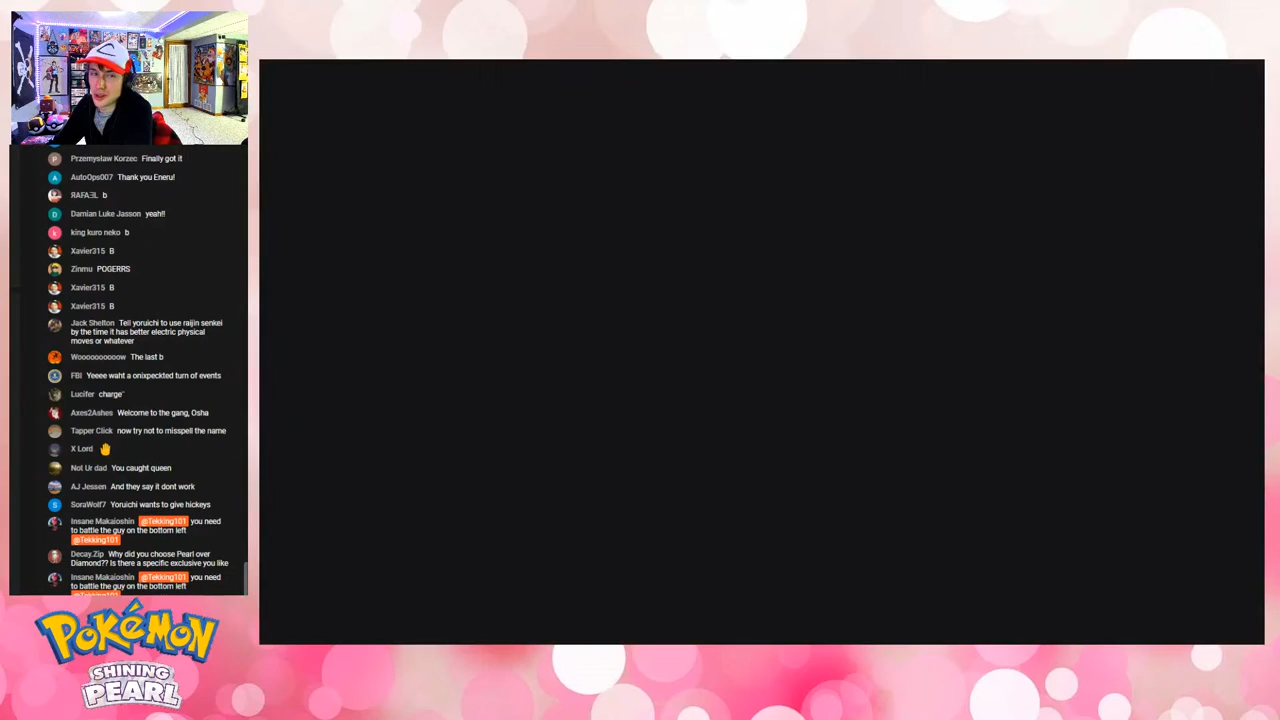 Przemysław Korzec Finally got it
AutoOps007 Thank you Eneru!
ЯAFAƎL b
Damian Luke Jasson yeah!!
king kuro neko b
Xavier315 B
Zinmu POGERRS
Xavier315 B
Xavier315 B
Jack Shelton Tell yoruichi to use raijin senkei
by the time it has better electric physical
moves or whatever
Woooooooooow The last b
FBI Yeeee waht a onixpeckted turn of events
Lucifer charge"
Axes2Ashes Welcome to the gang, Osha
Tapper Click now try not to misspell the name
X Lord 🤚
Not Ur dad You caught queen
AJ Jessen And they say it dont work
SoraWolf7 Yoruichi wants to give hickeys
Insane Makaioshin @Tekking101 you need
to battle the guy on the bottom left
@Tekking101
Decay.Zip Why did you choose Pearl over
Diamond?? Is there a specific exclusive you like
Insane Makaioshin @Tekking101 you need
to battle the guy on the bottom left
@Tekking101
POKÉMON
SHINING
PEARL